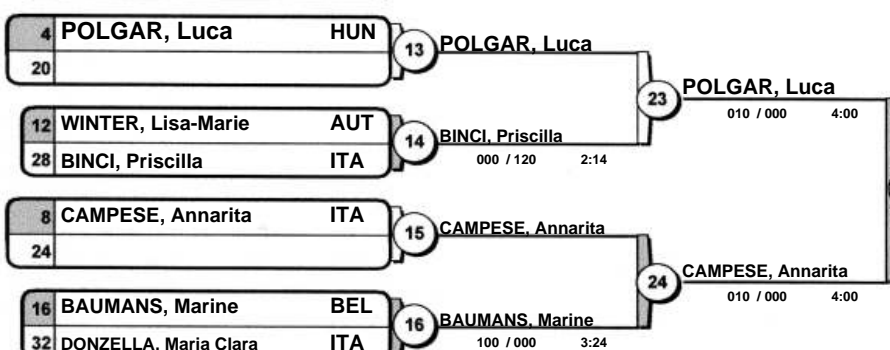 4 POLGAR, Luca HUN
20
13
POLGAR, Luca
12 WINTER, Lisa-Marie AUT
28 BINCI, Priscilla ITA
14
BINCI, Priscilla
000 / 120 2:14
23
POLGAR, Luca
010 / 000 4:00
8 CAMPESE, Annarita ITA
24
15
CAMPESE, Annarita
16 BAUMANS, Marine BEL
32 DONZELLA, Maria Clara ITA
16
BAUMANS, Marine
100 / 000 3:24
24
CAMPESE, Annarita
010 / 000 4:00